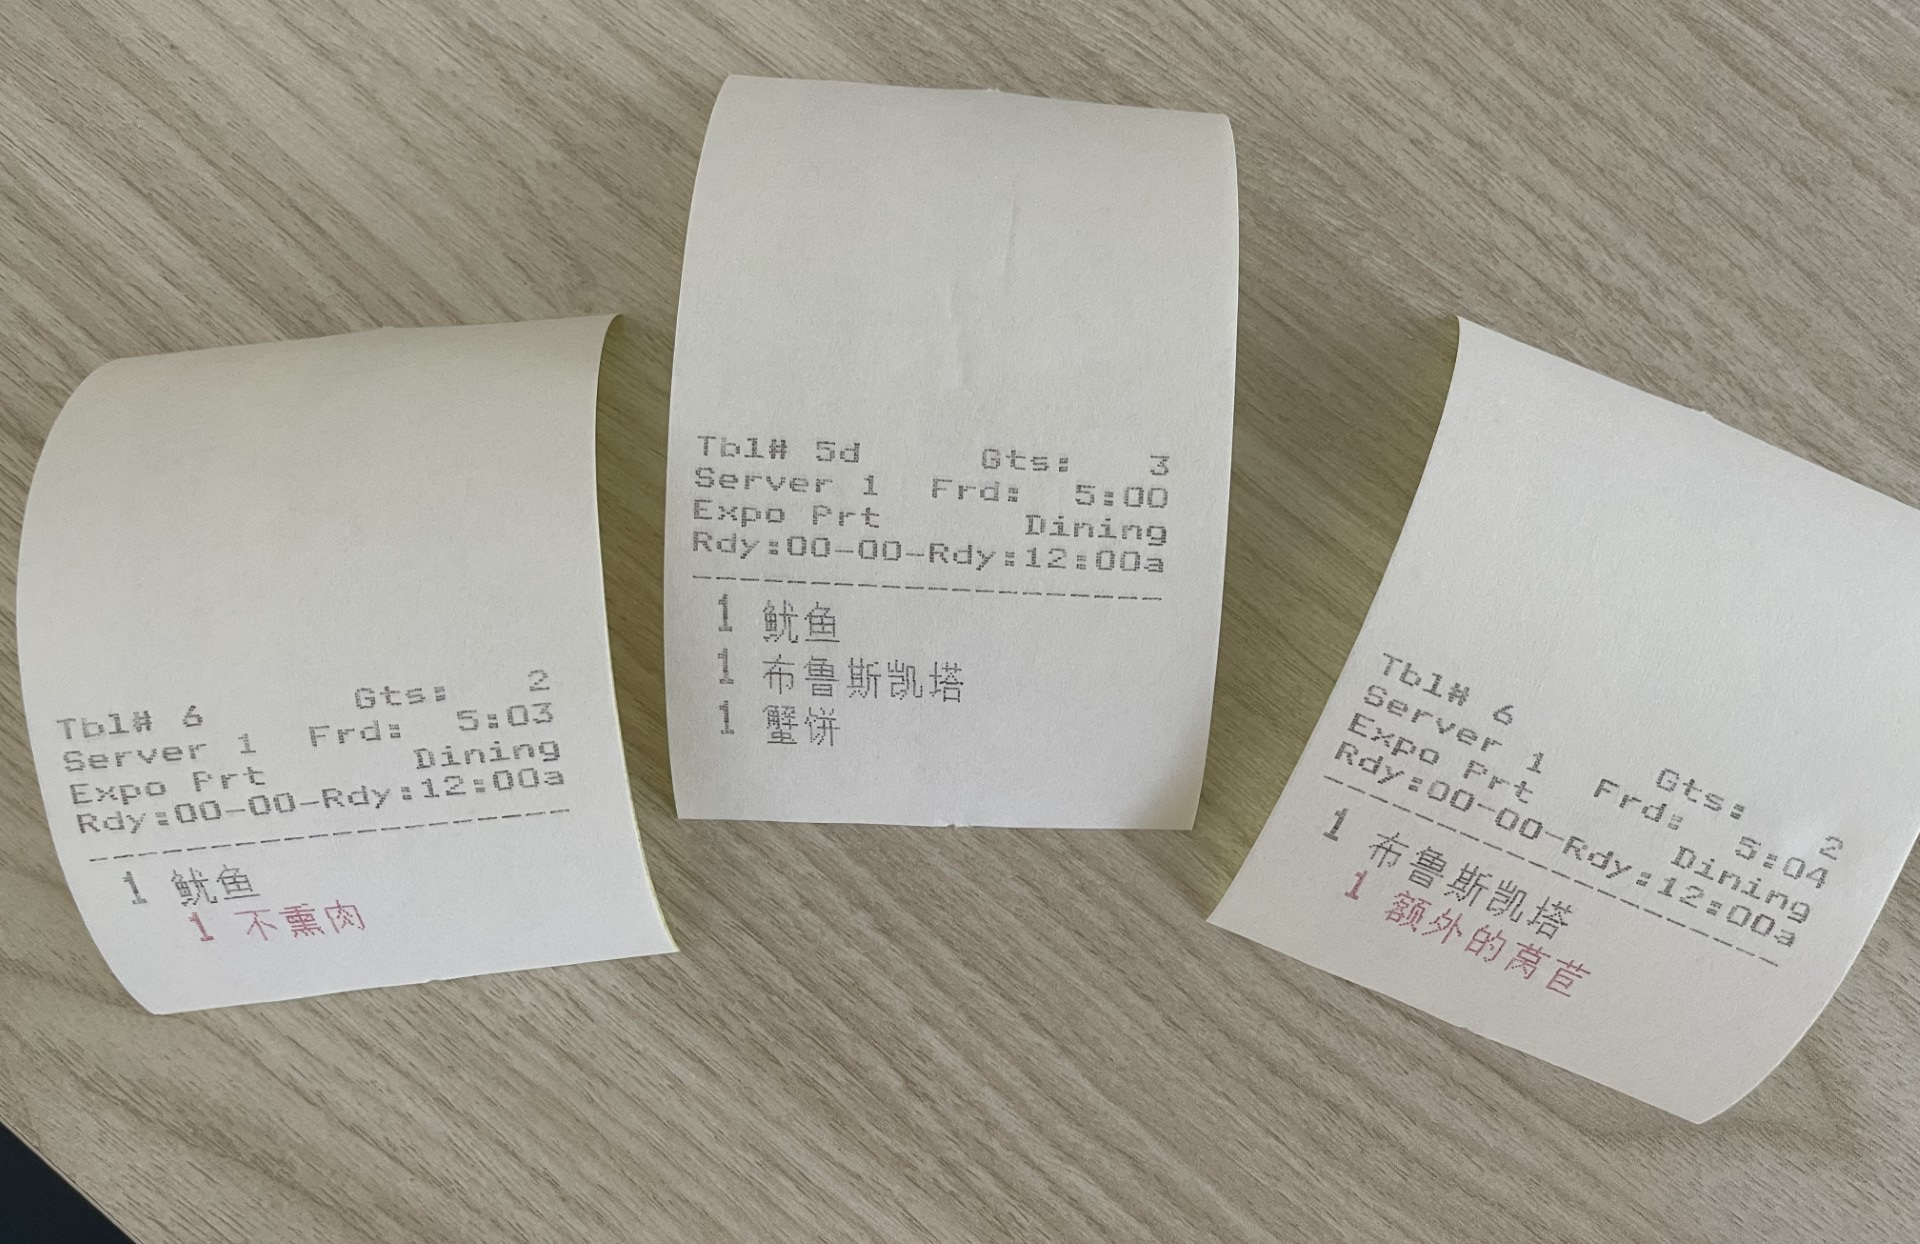 Tbl# 6 Gts: 2
Server 1 Frd: 5:03
Expo Prt Dining
Rdy:00-00-Rdy:12:00a
--------------------
1 鱿鱼
1 不熏肉
Tbl# 5d Gts: 3
Server 1 Frd: 5:00
Expo Prt Dining
Rdy:00-00-Rdy:12:00a
--------------------
1 鱿鱼
1 布鲁斯凯塔
1 蟹饼
Tbl# 6 Gts: 2
Server 1 Frd: 5:04
Expo Prt Dining
Rdy:00-00-Rdy:12:00a
--------------------
1 布鲁斯凯塔
1 额外的莴苣